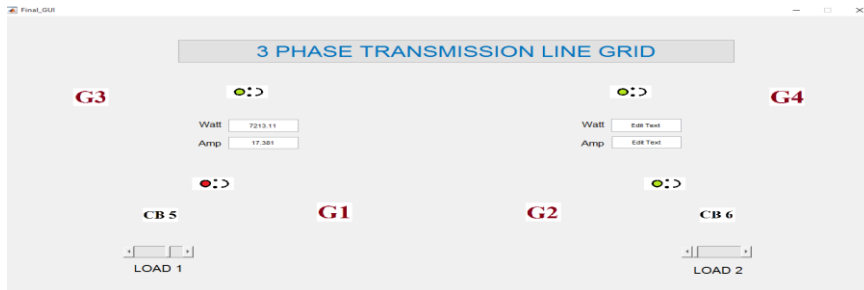 Final_GUI
3 PHASE TRANSMISSION LINE GRID
G3
G4
Watt 7213.11
Watt Edit Text
Amp 17.381
Amp Edit Text
CB 5
G1
G2
CB 6
LOAD 1
LOAD 2